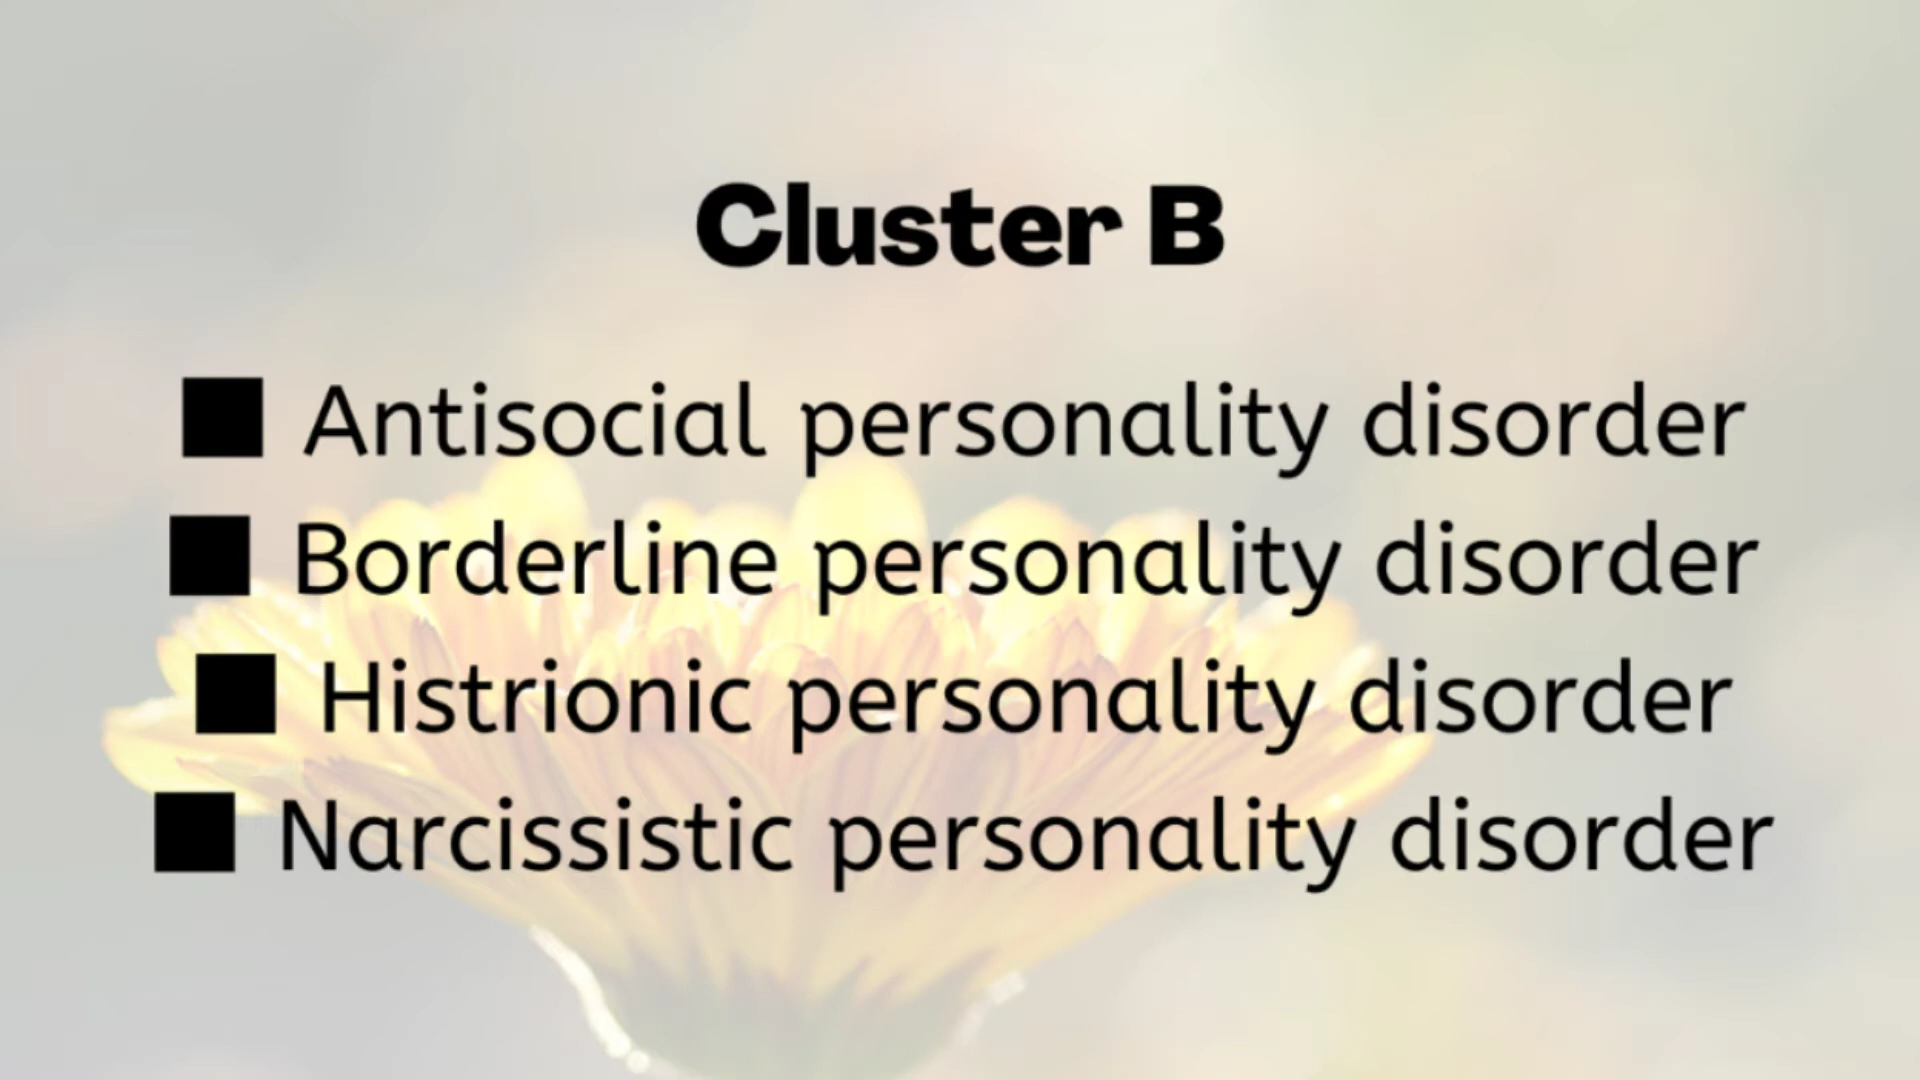 Cluster B
■ Antisocial personality disorder
■ Borderline personality disorder
■ Histrionic personality disorder
■ Narcissistic personality disorder